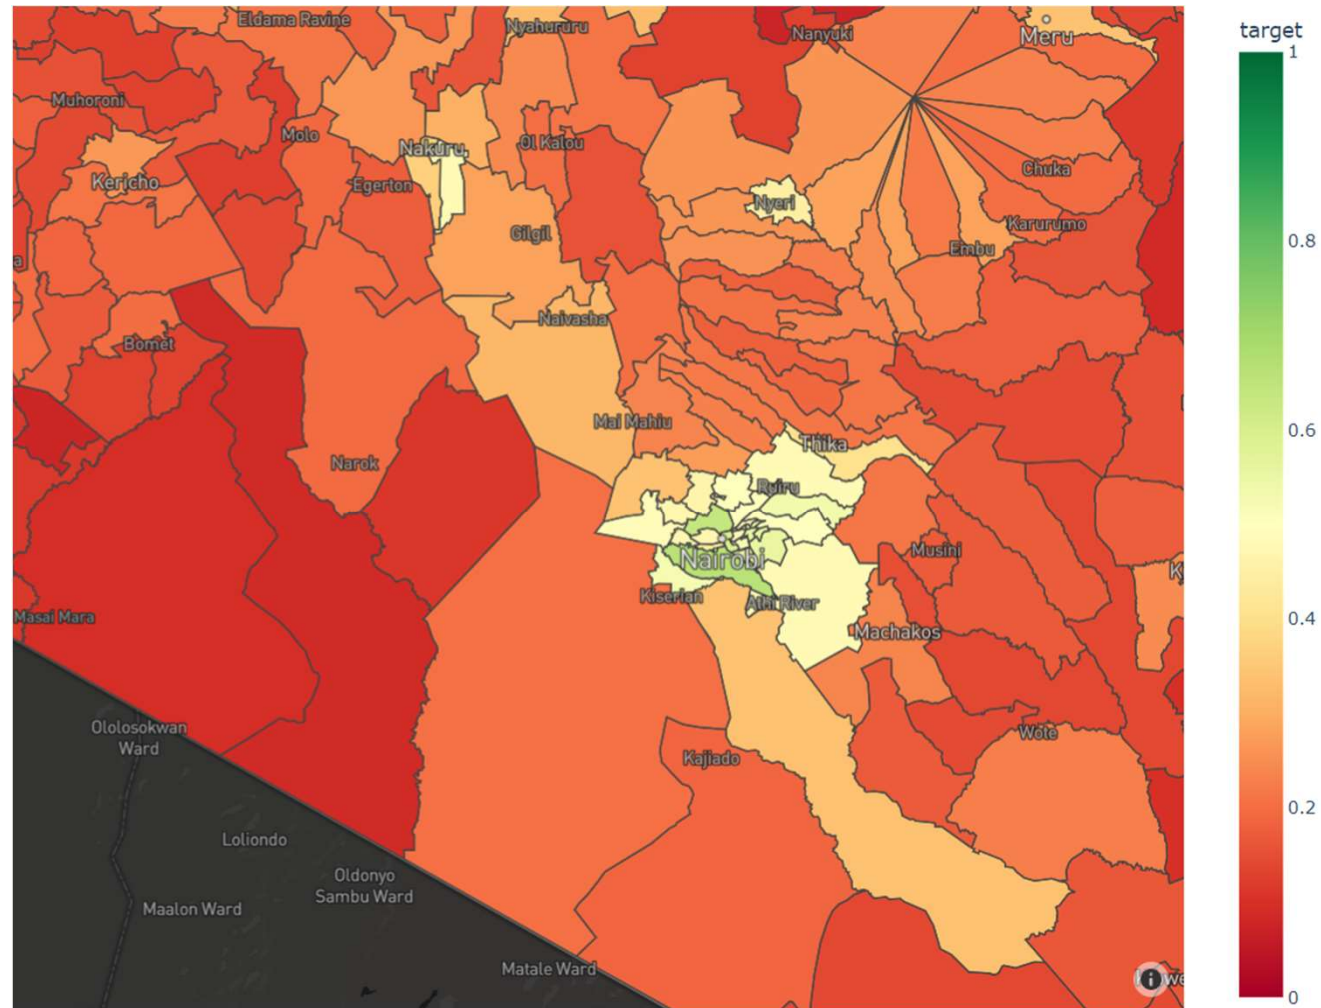 Eldama Ravine
Nyahururu
Nanyuki
Meru
target
1
Muhoroni
Molo
Nakuru
Ol Kalou
Kericho
Egerton
Chuka
Nyeri
Gilgil
Karurumo
Embu
0.8
a
Naivasha
Bomet
Mai Mahiu
Thika
0.6
Narok
Ruiru
Nairobi
Musini
K
Kiserian
Athi River
Masai Mara
Machakos
0.4
Ololosokwan
Ward
Wote
Kajiado
0.2
Loliondo
Oldonyo
Sambu Ward
Maalon Ward
Matale Ward
0